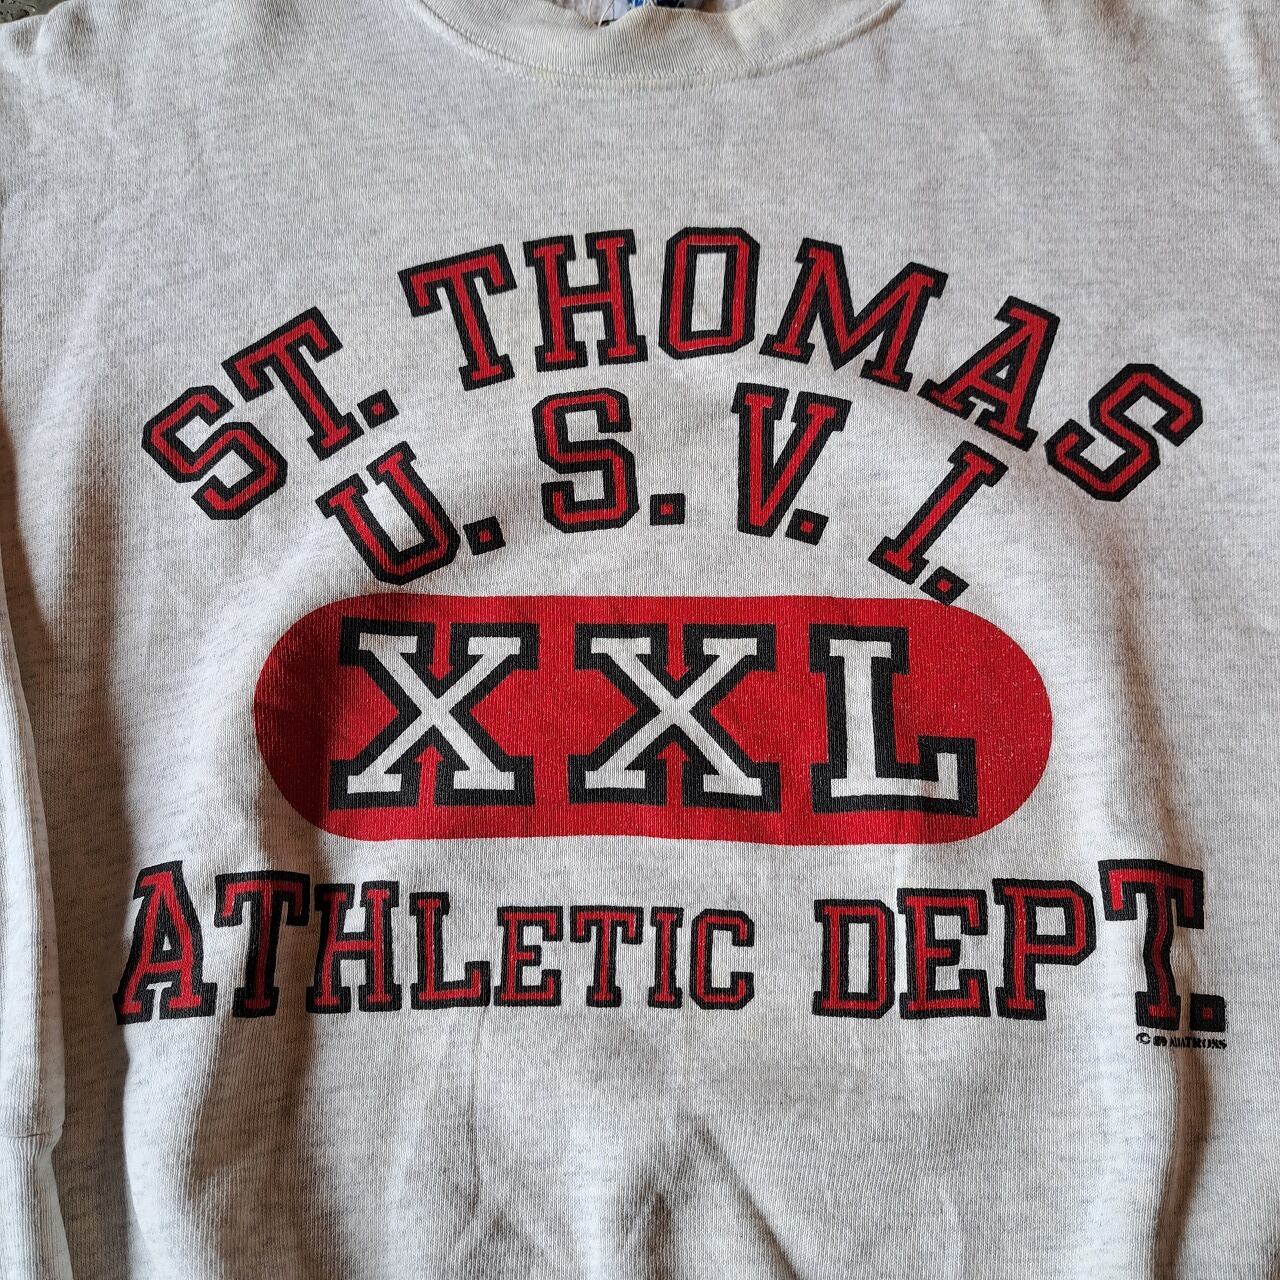 ST. THOMAS
U.S.V.I.
XXL
ATHLETIC DEPT.